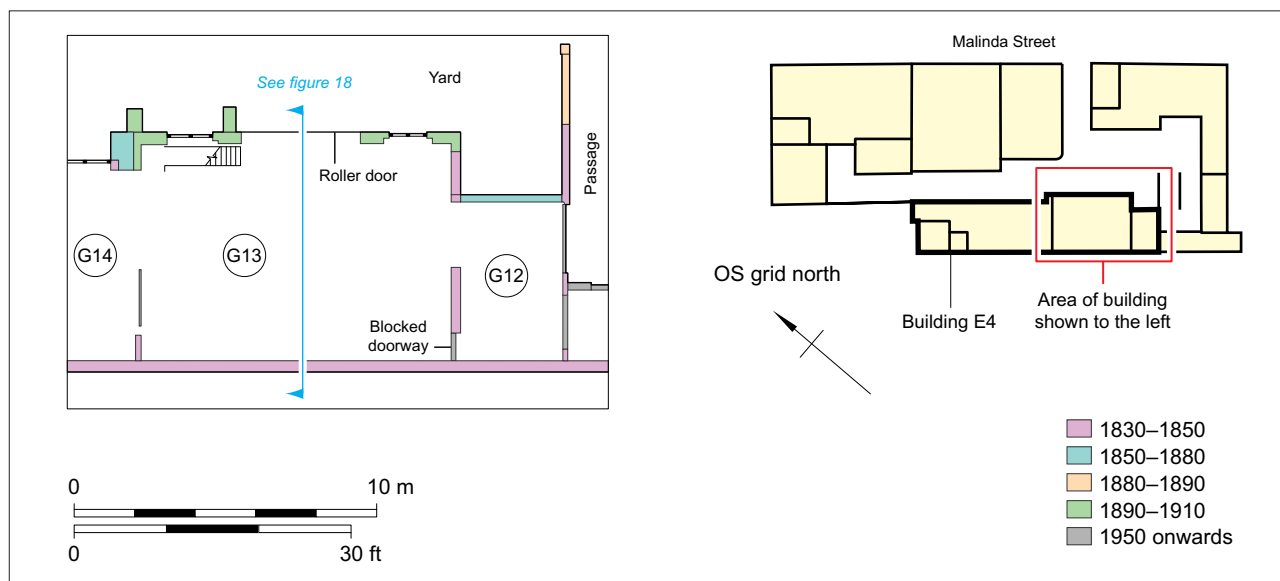 See figure 18
Yard
Roller door
Passage
G14
G13
G12
Blocked
doorway
0
10 m
0
30 ft
Malinda Street
OS grid north
Building E4
Area of building
shown to the left
1830–1850
1850–1880
1880–1890
1890–1910
1950 onwards